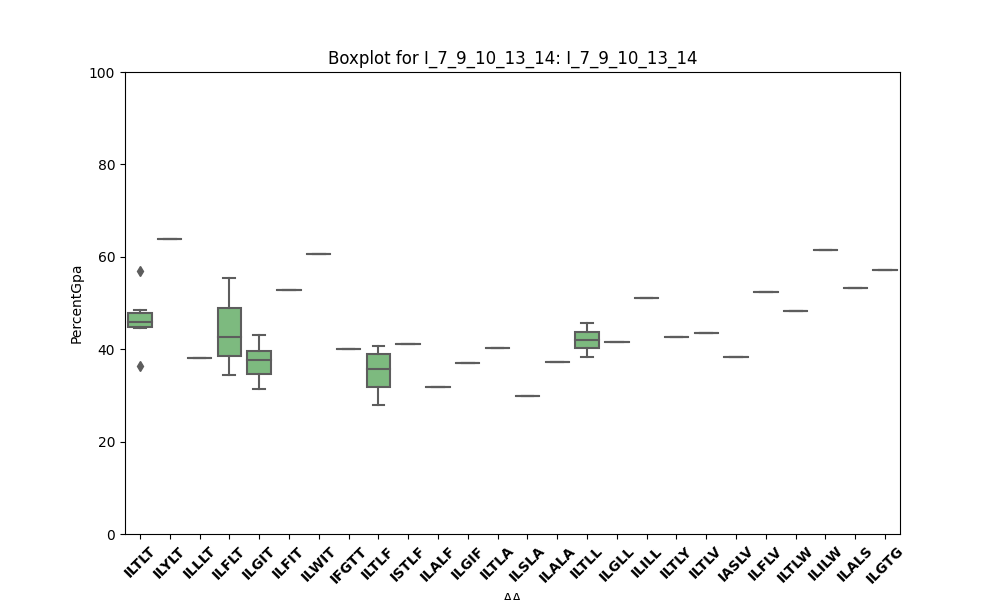 Boxplot for I_7_9_10_13_14: I_7_9_10_13_14
100
80
60
40
20
0
PercentGpa
ILTLT
ILYLT
ILLLT
ILFLT
ILGIT
ILFIT
ILWIT
IFGTT
ILTLF
ISTLF
ILALF
ILGIF
ILTLA
ILSLA
ILALA
ILTLL
ILGLL
ILILL
ILTLY
ILTLV
IASLV
ILFLV
ILTLW
ILILW
ILALS
ILGTG
AA